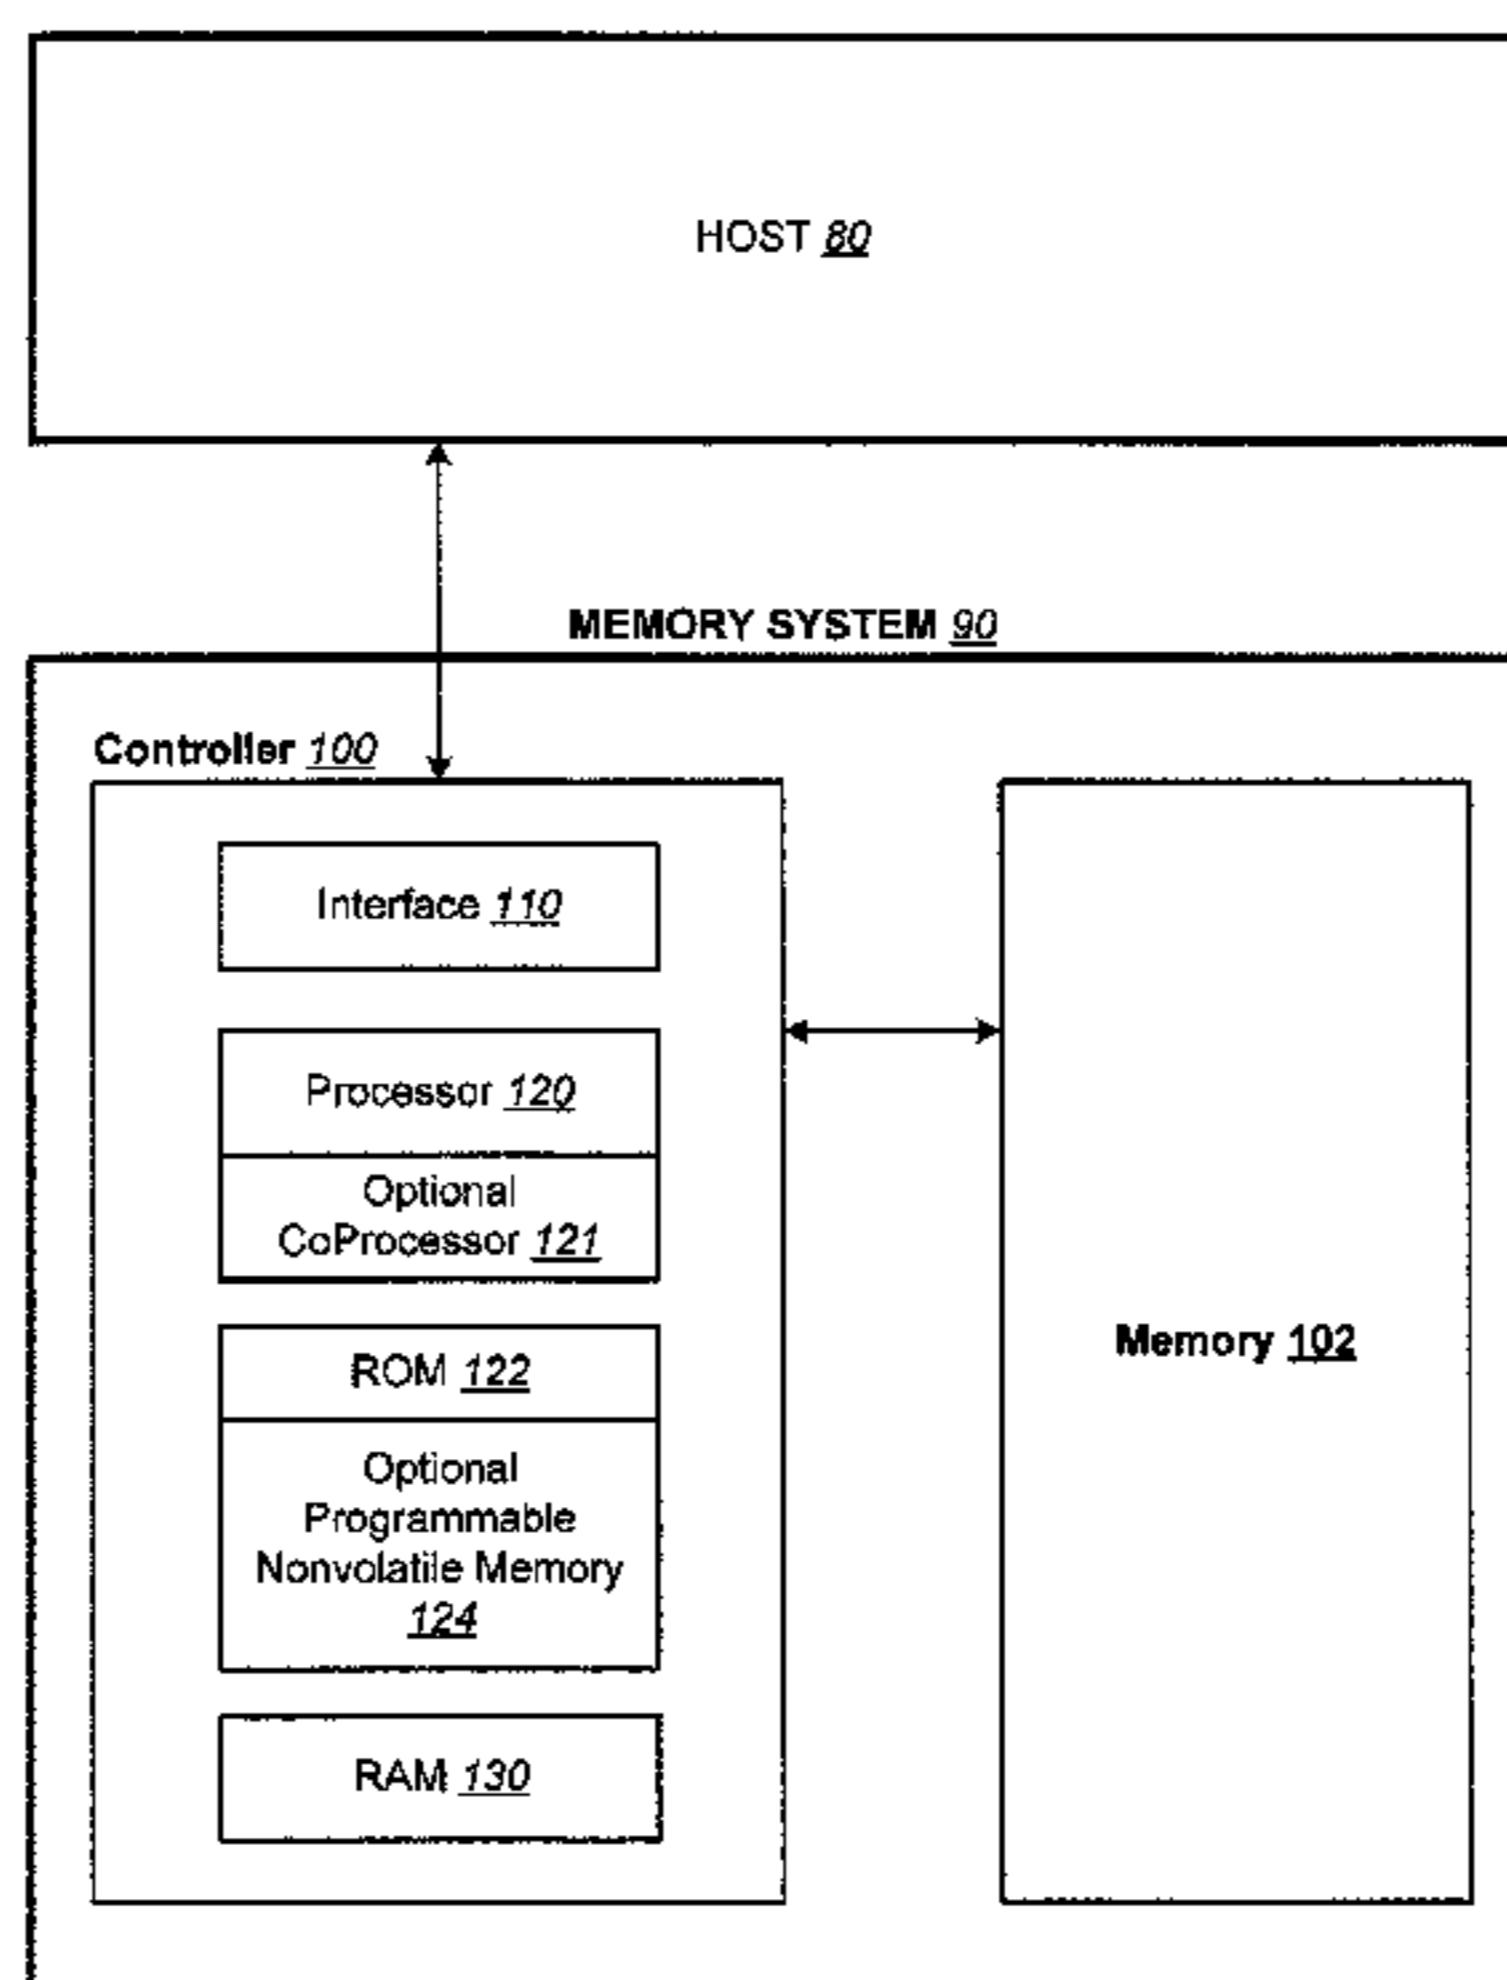 HOST 80
MEMORY SYSTEM 90
Controller 100
Interface 110
Processor 120
Optional
CoProcessor 121
ROM 122
Optional
Programmable
Nonvolatile Memory
124
RAM 130
Memory 102